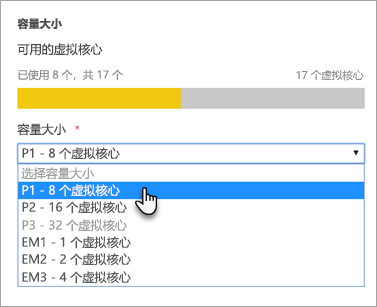 容量大小
可用的虚拟核心
已使用 8 个，共 17 个 17 个虚拟核心
容量大小 *
P1 - 8 个虚拟核心
选择容量大小
P1 - 8 个虚拟核心
P2 - 16 个虚拟核心
P3 - 32 个虚拟核心
EM1 - 1 个虚拟核心
EM2 - 2 个虚拟核心
EM3 - 4 个虚拟核心